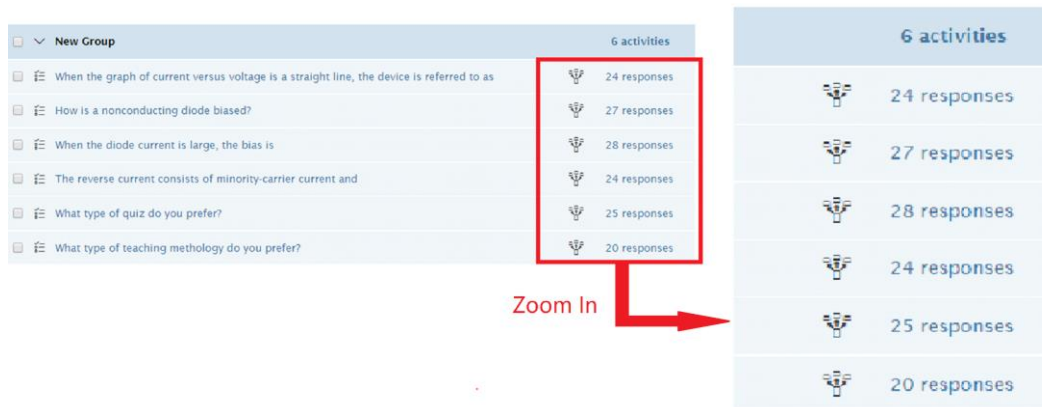 New Group 6 activities
When the graph of current versus voltage is a straight line, the device is referred to as 24 responses
How is a nonconducting diode biased? 27 responses
When the diode current is large, the bias is 28 responses
The reverse current consists of minority-carrier current and 24 responses
What type of quiz do you prefer? 25 responses
What type of teaching methology do you prefer? 20 responses
Zoom In
6 activities
24 responses
27 responses
28 responses
24 responses
25 responses
20 responses